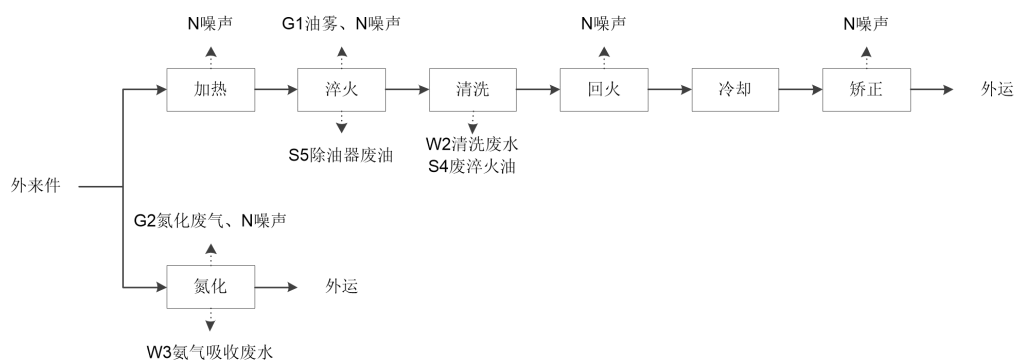 N噪声
G1油雾、N噪声
N噪声
N噪声
加热
淬火
清洗
回火
冷却
矫正
外运
S5除油器废油
W2清洗废水
S4废淬火油
外来件
G2氮化废气、N噪声
氮化
外运
W3氨气吸收废水